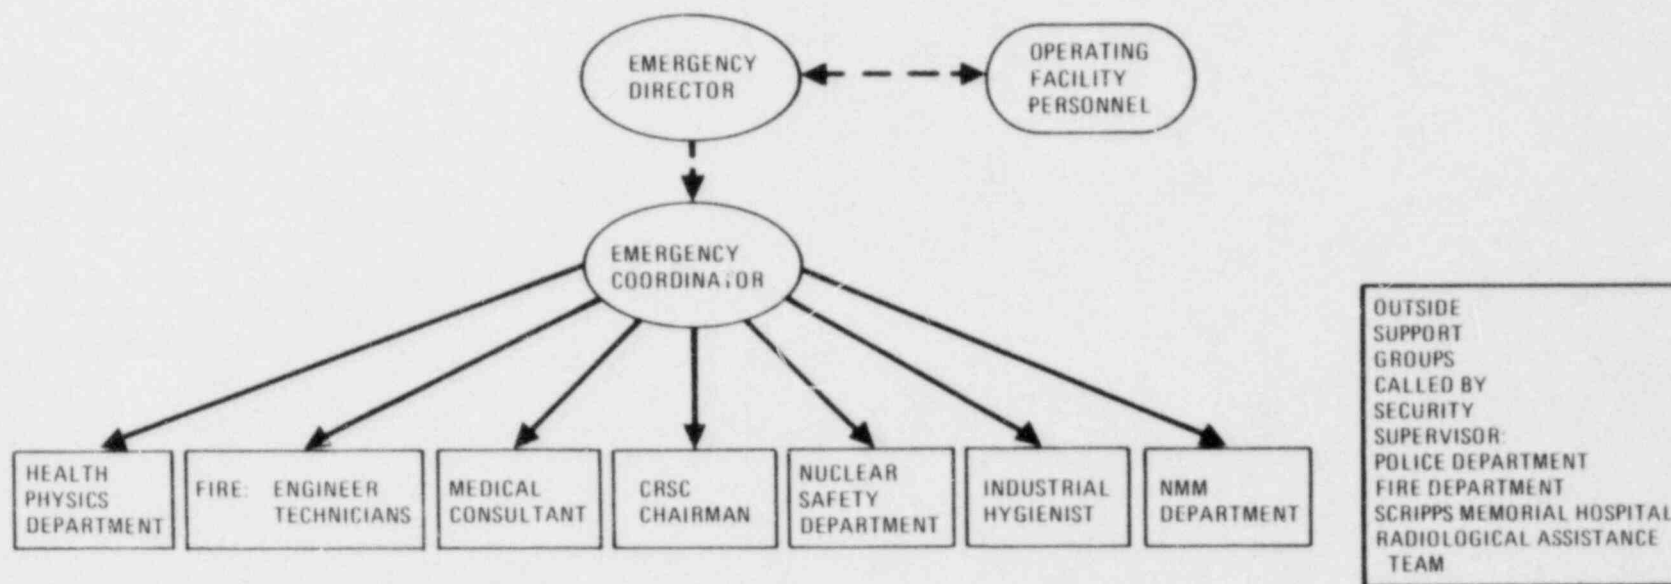 EMERGENCY
DIRECTOR
OPERATING
FACILITY
PERSONNEL
EMERGENCY
COORDINATOR
HEALTH
PHYSICS
DEPARTMENT
FIRE: ENGINEER
TECHNICIANS
MEDICAL
CONSULTANT
CRSC
CHAIRMAN
NUCLEAR
SAFETY
DEPARTMENT
INDUSTRIAL
HYGIENIST
NMM
DEPARTMENT
OUTSIDE
SUPPORT
GROUPS
CALLED BY
SECURITY
SUPERVISOR:
POLICE DEPARTMENT
FIRE DEPARTMENT
SCRIPPS MEMORIAL HOSPITAL
RADIOLOGICAL ASSISTANCE
TEAM